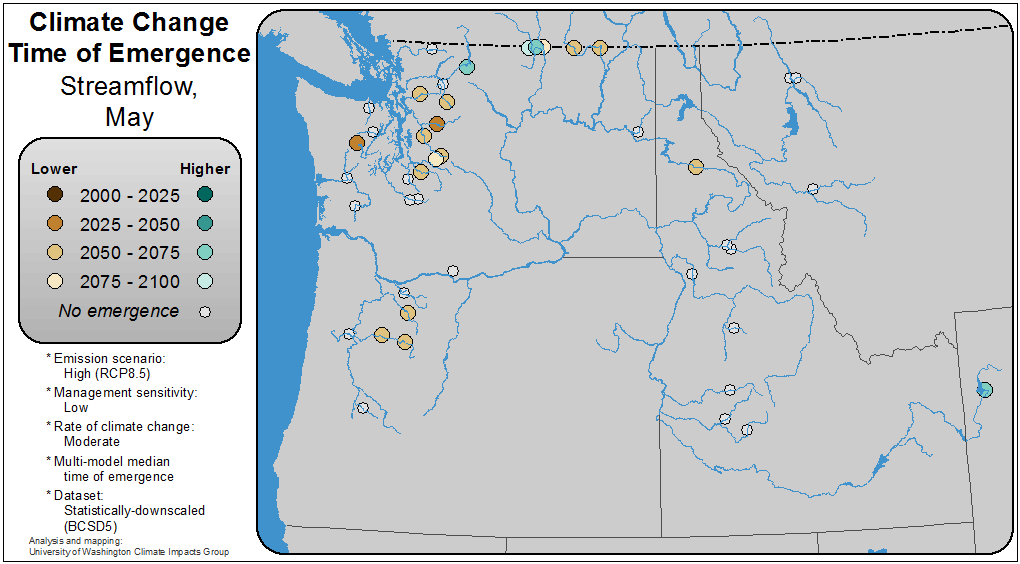 Climate Change
Time of Emergence
Streamflow,
May
Lower Higher
2000 - 2025
2025 - 2050
2050 - 2075
2075 - 2100
No emergence
* Emission scenario:
High (RCP8.5)
* Management sensitivity:
Low
* Rate of climate change:
Moderate
* Multi-model median
time of emergence
* Dataset:
Statistically-downscaled
(BCSD5)
Analysis and mapping:
University of Washington Climate Impacts Group